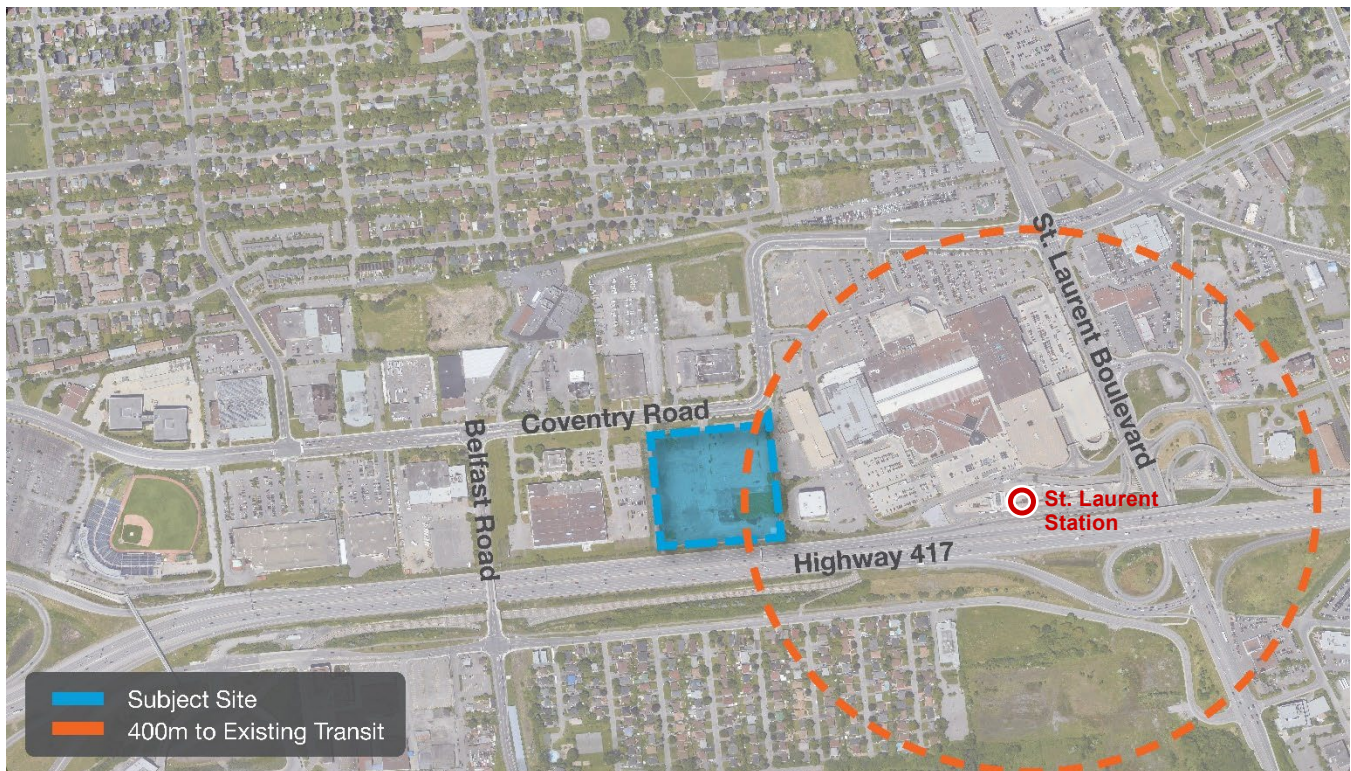 St. Laurent Boulevard
Coventry Road
Belfast Road
St. Laurent
Station
Highway 417
Subject Site
400m to Existing Transit